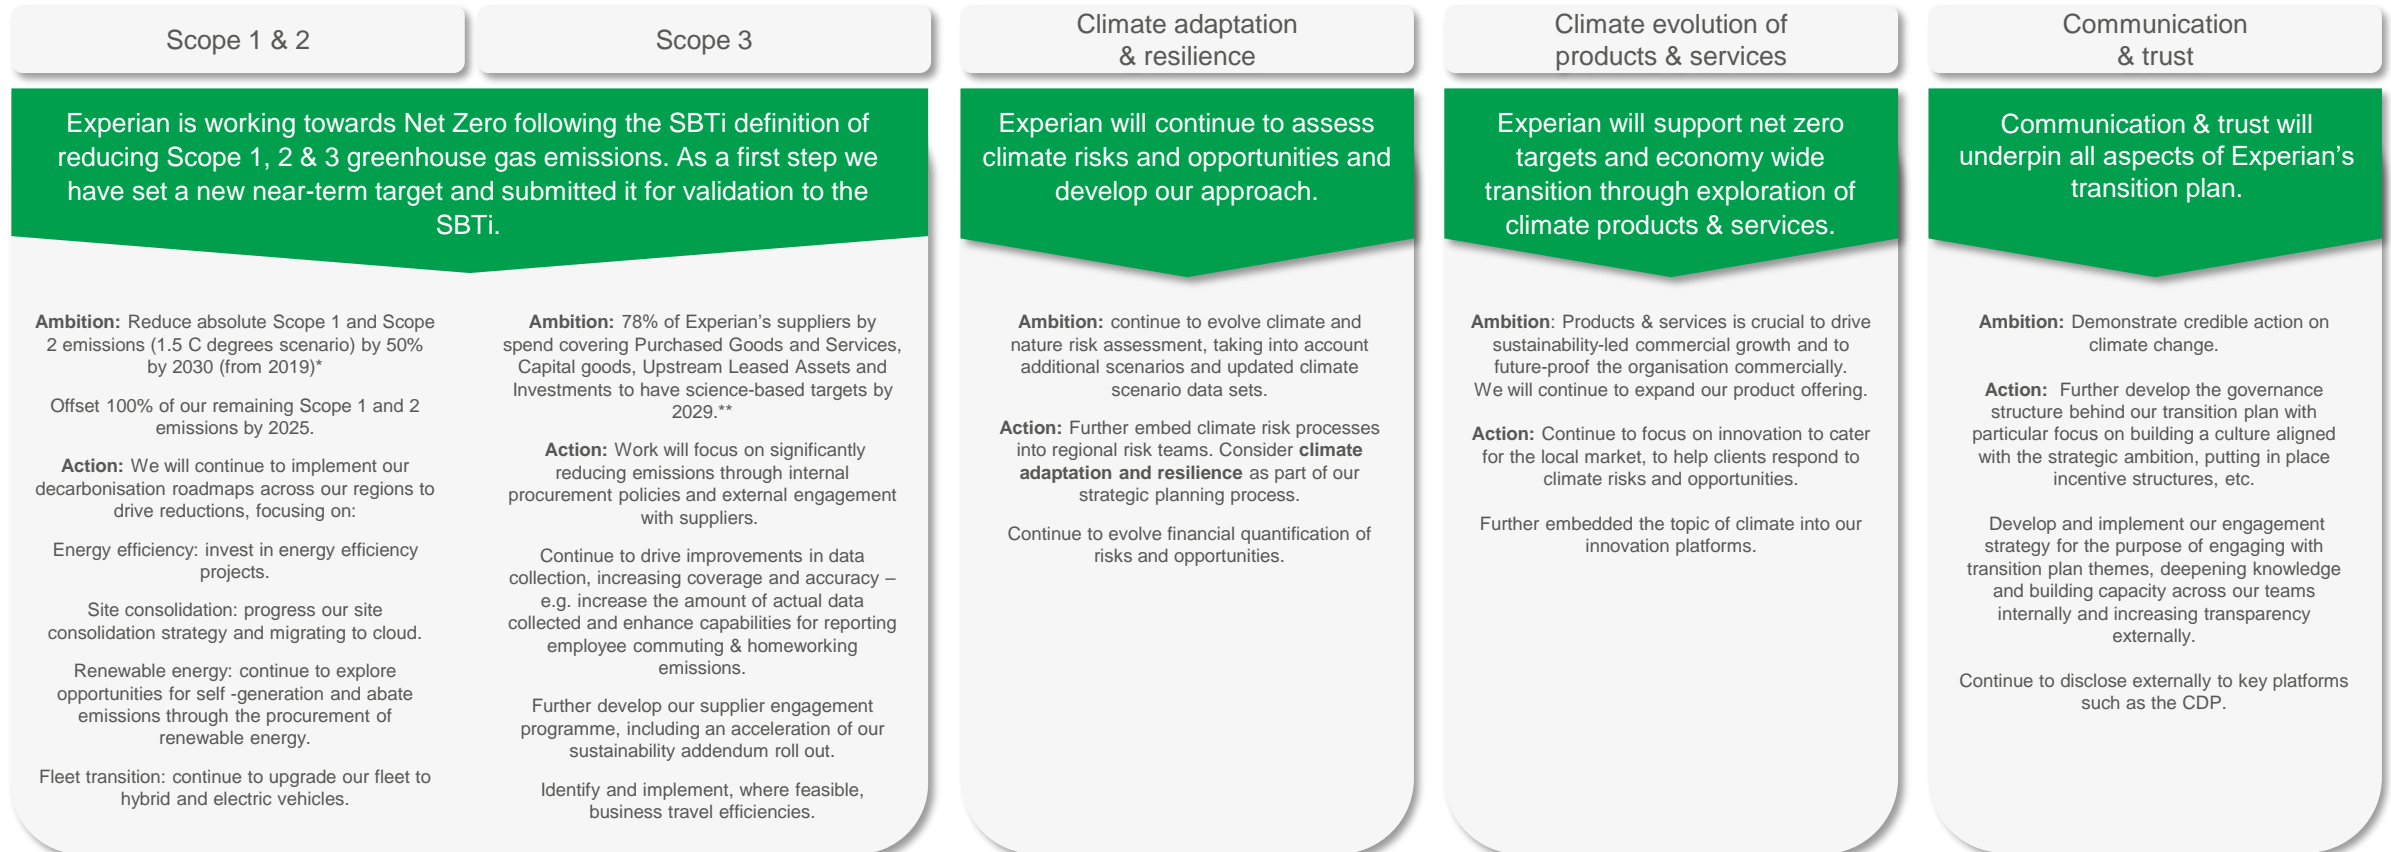 Scope 1 & 2
Scope 3
Experian is working towards Net Zero following the SBTi definition of
reducing Scope 1, 2 & 3 greenhouse gas emissions. As a first step we
have set a new near-term target and submitted it for validation to the
SBTi.
Ambition: Reduce absolute Scope 1 and Scope
2 emissions (1.5 C degrees scenario) by 50%
by 2030 (from 2019)*
Offset 100% of our remaining Scope 1 and 2
emissions by 2025.
Action: We will continue to implement our
decarbonisation roadmaps across our regions to
drive reductions, focusing on:
Energy efficiency: invest in energy efficiency
projects.
Site consolidation: progress our site
consolidation strategy and migrating to cloud.
Renewable energy: continue to explore
opportunities for self -generation and abate
emissions through the procurement of
renewable energy.
Fleet transition: continue to upgrade our fleet to
hybrid and electric vehicles.
Ambition: 78% of Experian’s suppliers by
spend covering Purchased Goods and Services,
Capital goods, Upstream Leased Assets and
Investments to have science-based targets by
2029.**
Action: Work will focus on significantly
reducing emissions through internal
procurement policies and external engagement
with suppliers.
Continue to drive improvements in data
collection, increasing coverage and accuracy –
e.g. increase the amount of actual data
collected and enhance capabilities for reporting
employee commuting & homeworking
emissions.
Further develop our supplier engagement
programme, including an acceleration of our
sustainability addendum roll out.
Identify and implement, where feasible,
business travel efficiencies.
Climate adaptation
& resilience
Experian will continue to assess
climate risks and opportunities and
develop our approach.
Ambition: continue to evolve climate and
nature risk assessment, taking into account
additional scenarios and updated climate
scenario data sets.
Action: Further embed climate risk processes
into regional risk teams. Consider climate
adaptation and resilience as part of our
strategic planning process.
Continue to evolve financial quantification of
risks and opportunities.
Climate evolution of
products & services
Experian will support net zero
targets and economy wide
transition through exploration of
climate products & services.
Ambition: Products & services is crucial to drive
sustainability-led commercial growth and to
future-proof the organisation commercially.
We will continue to expand our product offering.
Action: Continue to focus on innovation to cater
for the local market, to help clients respond to
climate risks and opportunities.
Further embedded the topic of climate into our
innovation platforms.
Communication
& trust
Communication & trust will
underpin all aspects of Experian’s
transition plan.
Ambition: Demonstrate credible action on
climate change.
Action:  Further develop the governance
structure behind our transition plan with
particular focus on building a culture aligned
with the strategic ambition, putting in place
incentive structures, etc.
Develop and implement our engagement
strategy for the purpose of engaging with
transition plan themes, deepening knowledge
and building capacity across our teams
internally and increasing transparency
externally.
Continue to disclose externally to key platforms
such as the CDP.